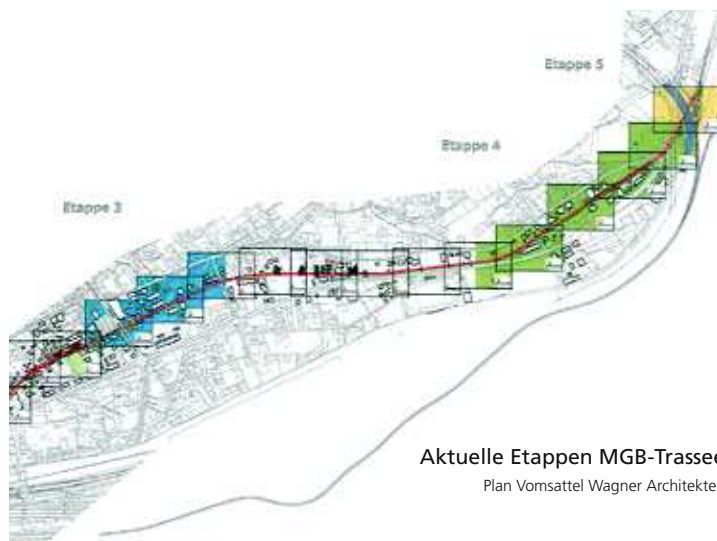 Etappe 5
Etappe 4
Etappe 3
Aktuelle Etappen MGB-Trassee
Plan Vomsattel Wagner Architekte